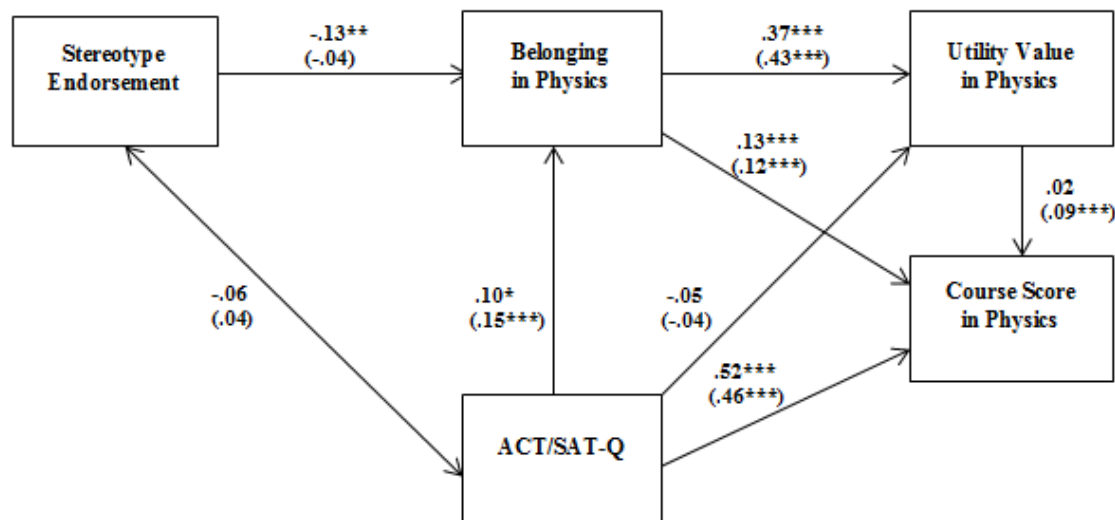 Stereotype
Endorsement
-.13**
(-.04)
Belonging
in Physics
.37***
(.43***)
Utility Value
in Physics
.13***
(.12***)
.02
(.09***)
-.06
(.04)
.10*
(.15***)
-.05
(-.04)
Course Score
in Physics
.52***
(.46***)
ACT/SAT-Q